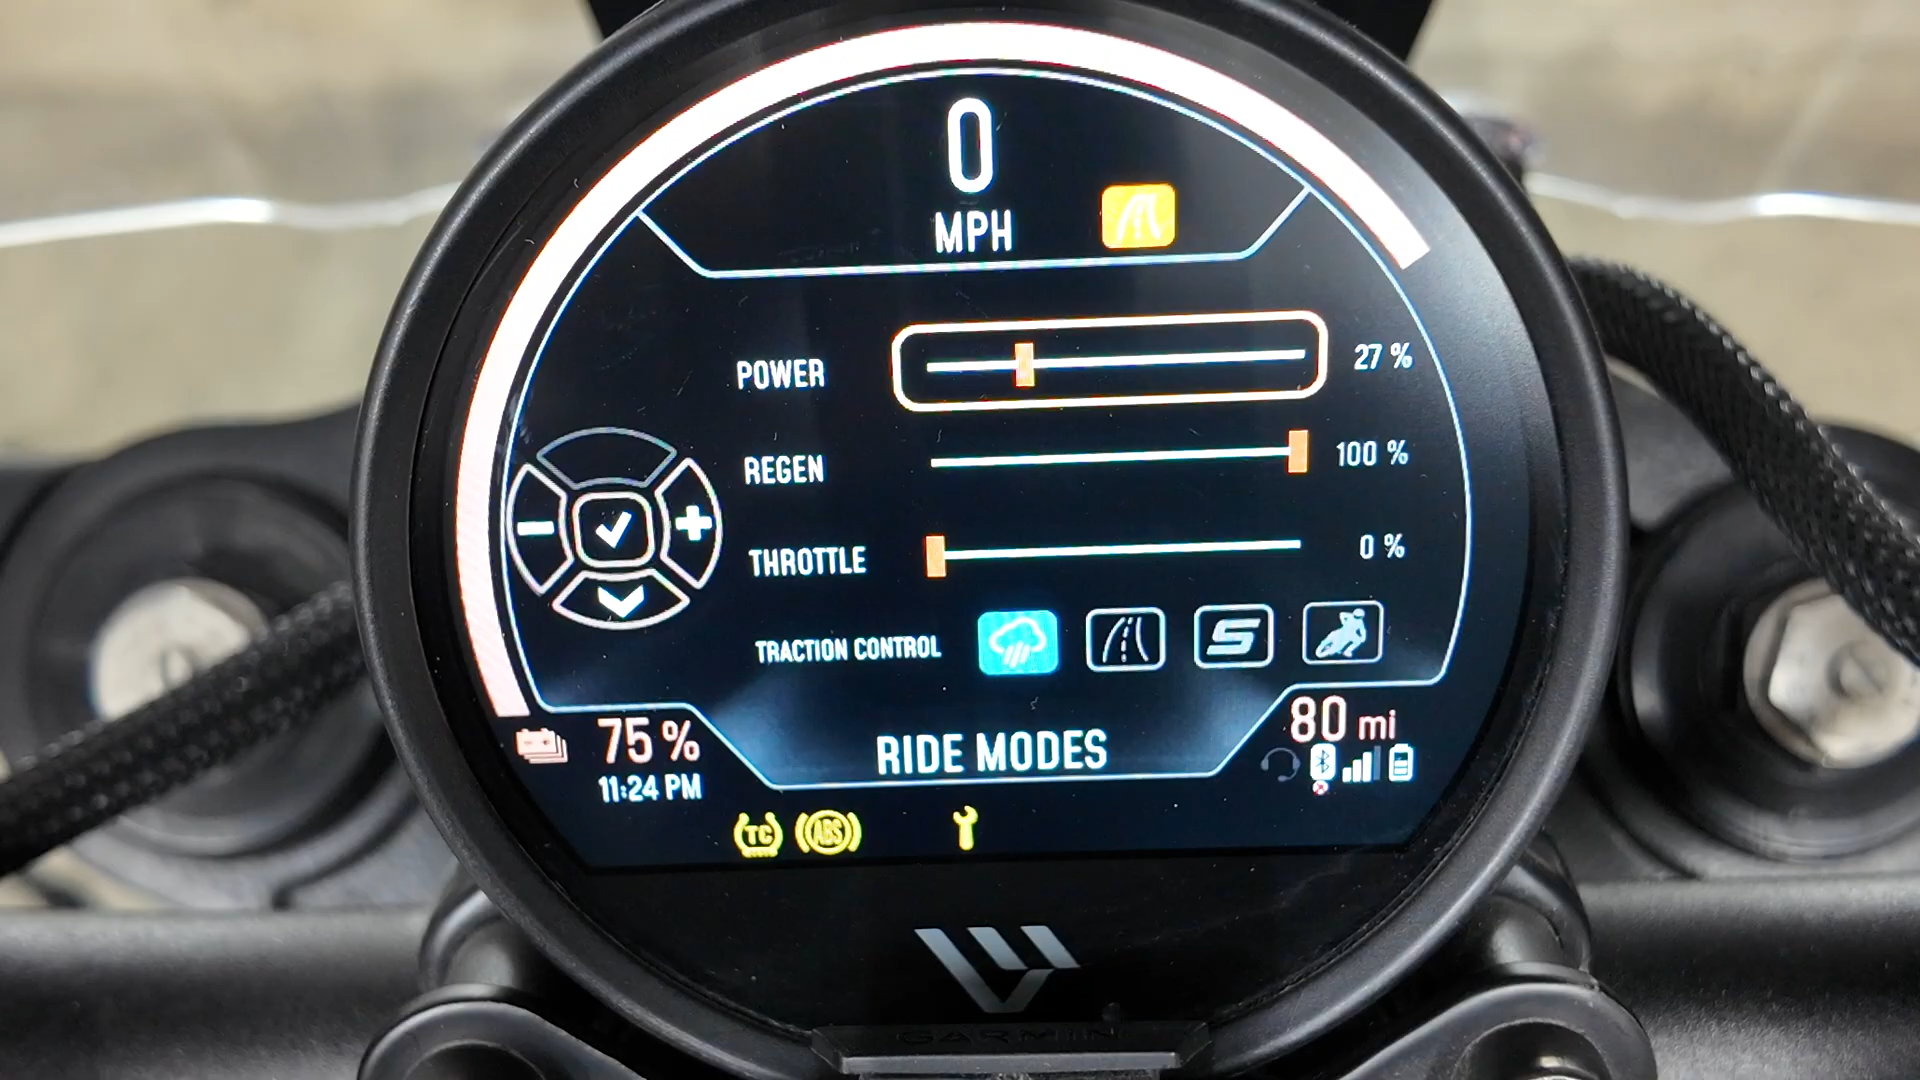 0
MPH
POWER 27 %
REGEN 100 %
THROTTLE 0 %
TRACTION CONTROL S
75 % RIDE MODES 80 mi
11:24 PM
TC ABS
GARMIN